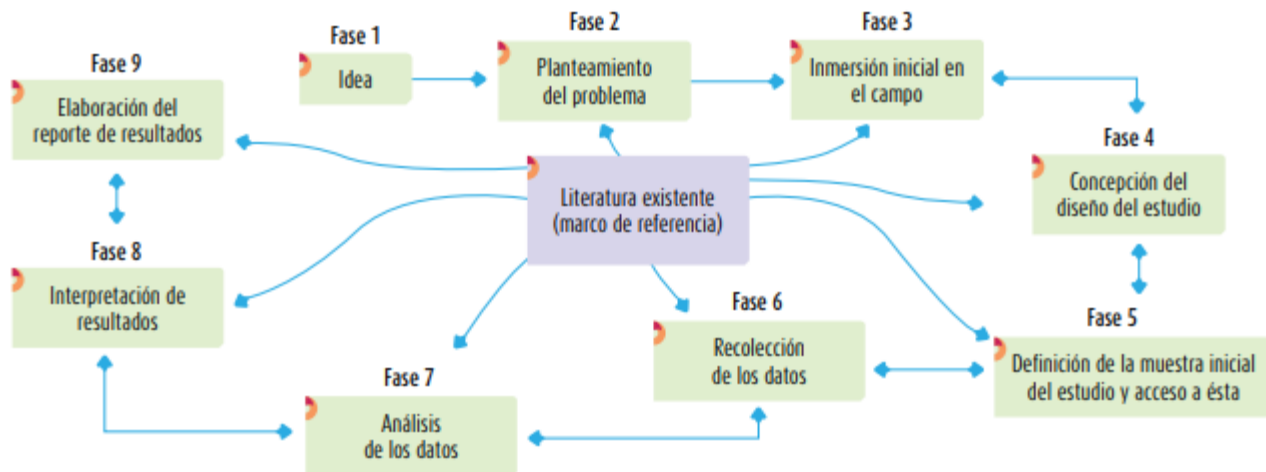 Fase 1
Idea
Fase 2
Planteamiento
del problema
Fase 3
Inmersión inicial en
el campo
Fase 4
Concepción del
diseño del estudio
Fase 5
Definición de la muestra inicial
del estudio y acceso a ésta
Fase 6
Recolección
de los datos
Fase 7
Análisis
de los datos
Fase 8
Interpretación de
resultados
Fase 9
Elaboración del
reporte de resultados
Literatura existente
(marco de referencia)